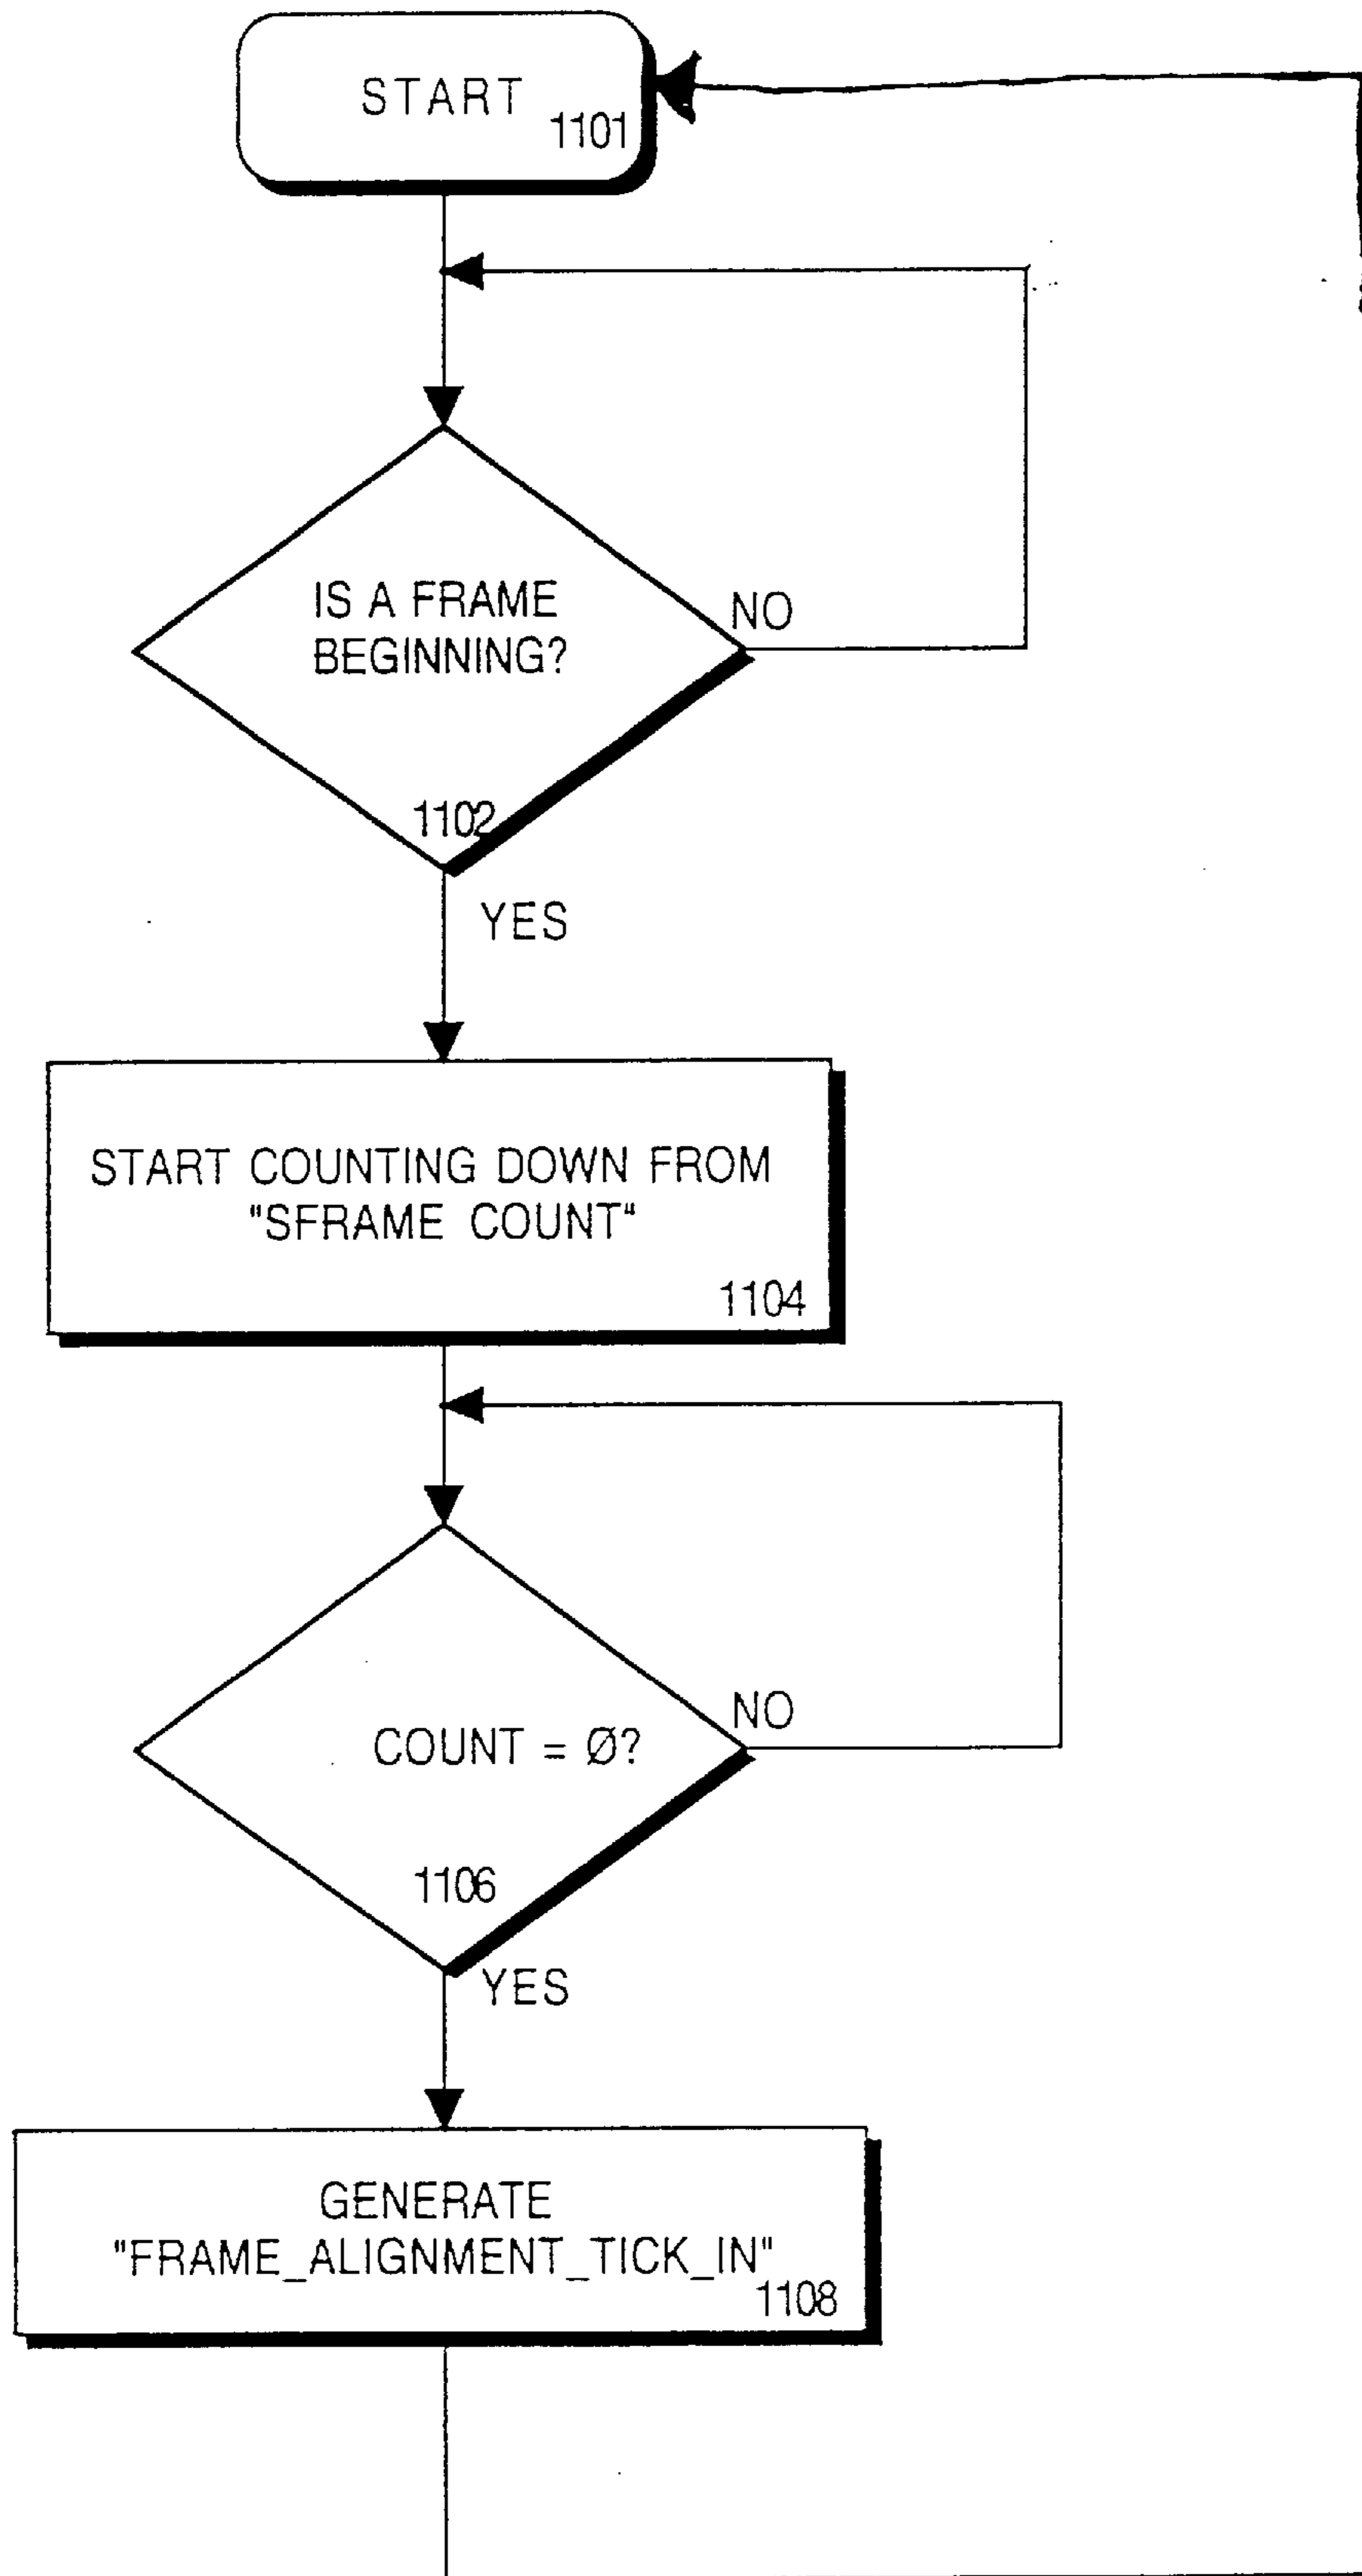 START
1101
IS A FRAME
BEGINNING?
NO
1102
YES
START COUNTING DOWN FROM
"SFRAME COUNT"
1104
COUNT = Ø?
NO
1106
YES
GENERATE
"FRAME_ALIGNMENT_TICK_IN"
1108